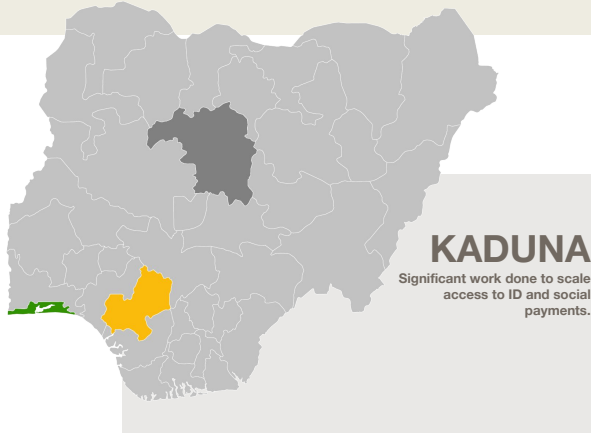 KADUNA
Significant work done to scale
access to ID and social
payments.